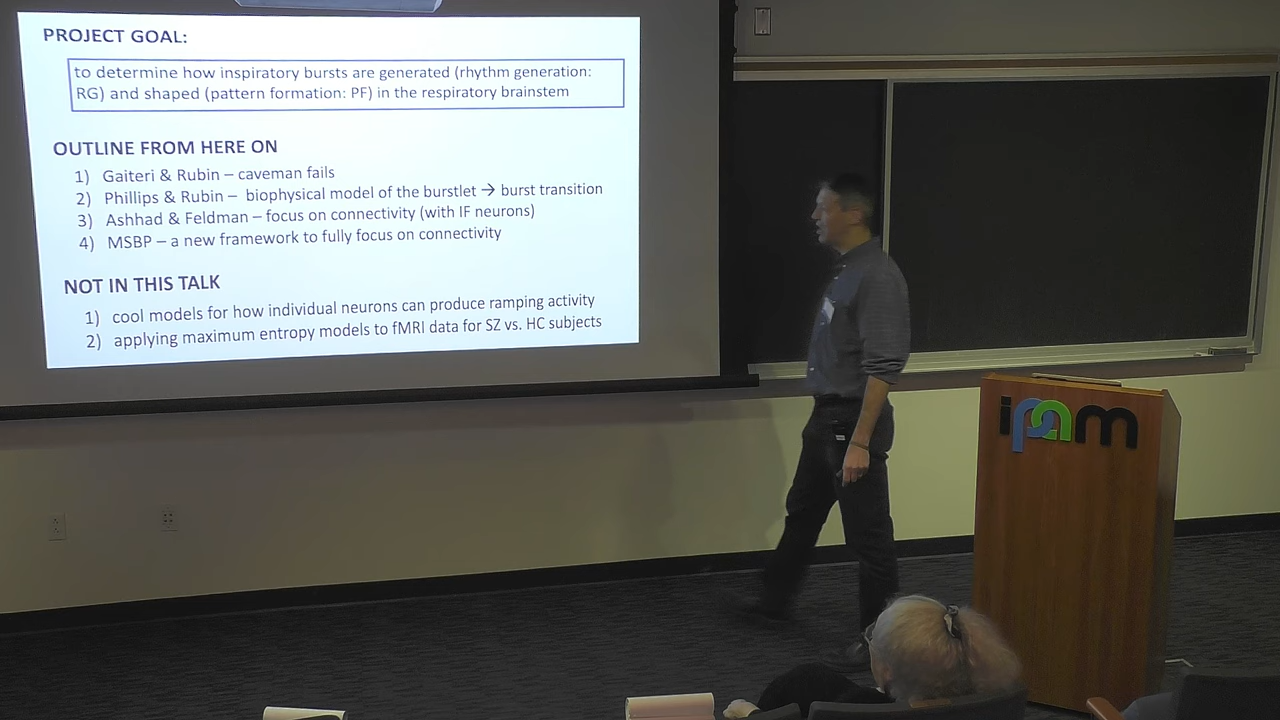 PROJECT GOAL:
to determine how inspiratory bursts are generated (rhythm generation:
RG) and shaped (pattern formation: PF) in the respiratory brainstem
OUTLINE FROM HERE ON
1) Gaiteri & Rubin – caveman fails
2) Phillips & Rubin – biophysical model of the burstlet → burst transition
3) Ashhad & Feldman – focus on connectivity (with IF neurons)
4) MSBP – a new framework to fully focus on connectivity
NOT IN THIS TALK
1) cool models for how individual neurons can produce ramping activity
2) applying maximum entropy models to fMRI data for SZ vs. HC subjects
ipam